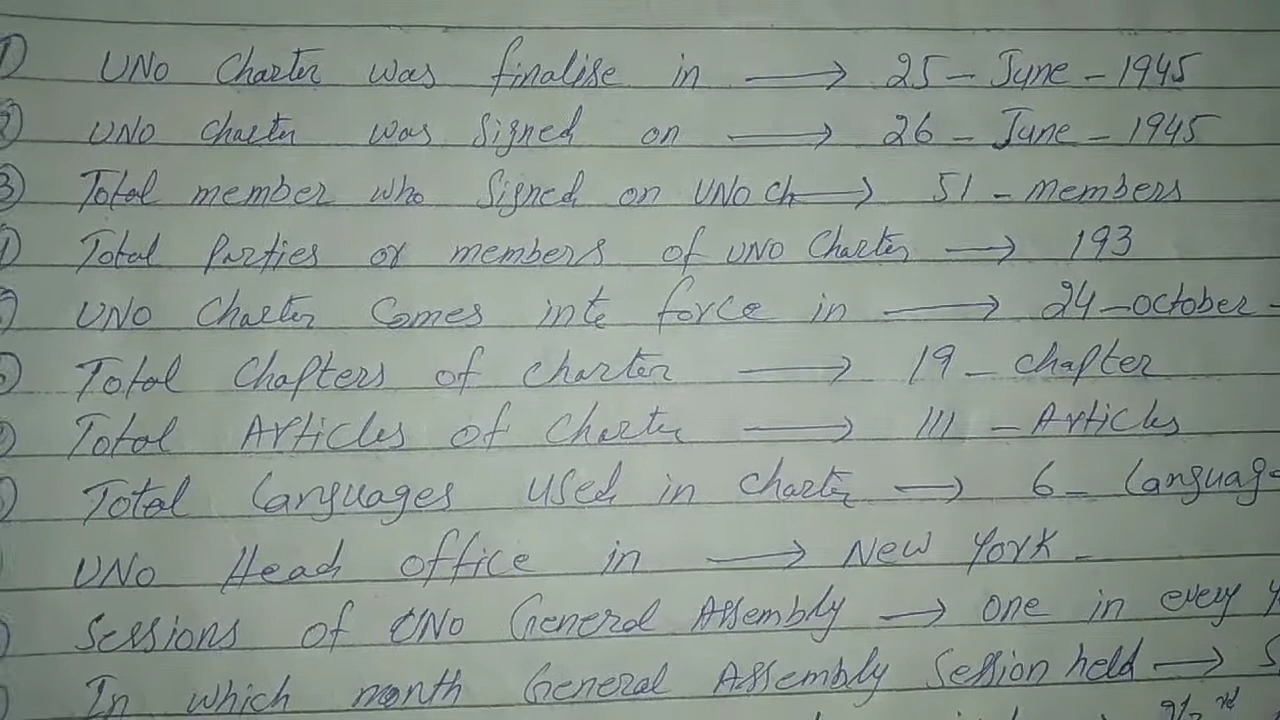 ① UNO Charter was finalise in → 25 - June - 1945
② UNO Charter was Signed on → 26 - June - 1945
③ Total member who Signed on UNO Ch → 51 - members
Total Parties or members of UNO Charter → 193
UNO Charter Comes into force in → 24 - October -
Total Chapters of charter → 19 - chapter
Total Articles of Charter → 111 - Articles
Total Languages used in charter → 6 - Languag
UNO Head office in → New York -
Sessions of UNO General Assembly → one in every
In which month General Assembly Session held → S